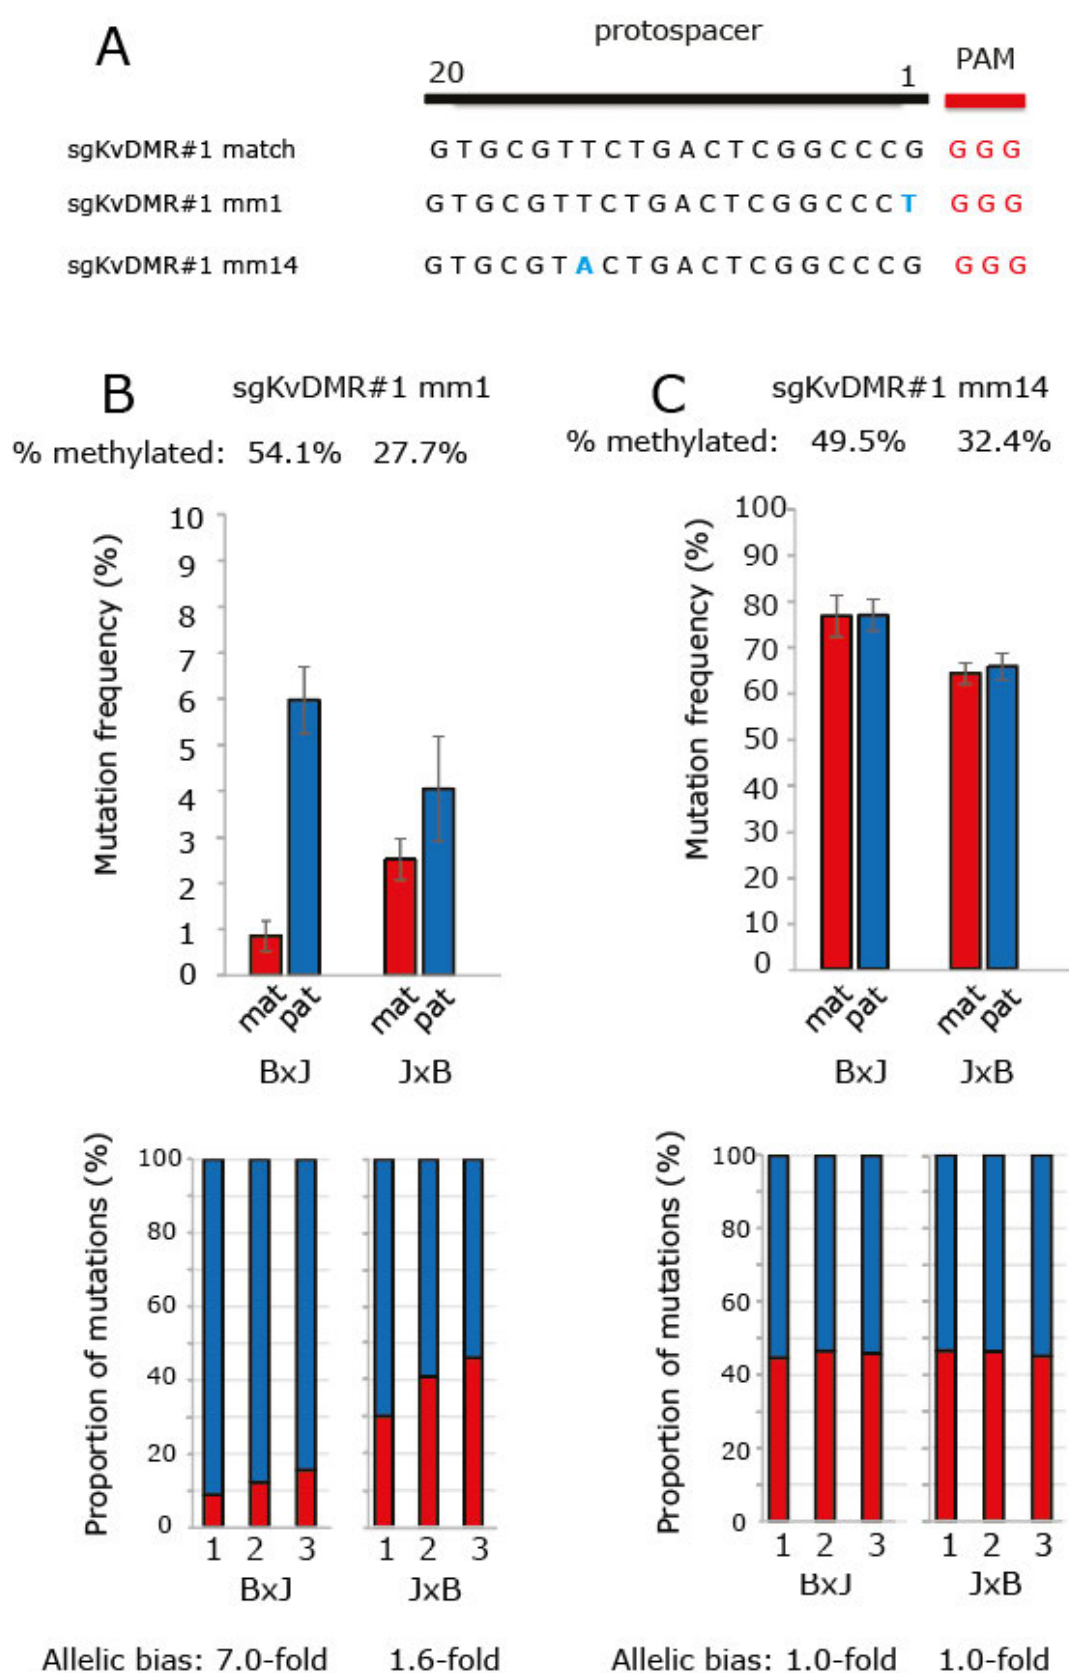 A
protospacer
PAM
20 1
sgKvDMR#1 match GTGCGTTCTGACTCGGCCCG GGG
sgKvDMR#1 mm1 GTGCGTTCTGACTCGGCCCT GGG
sgKvDMR#1 mm14 GTGCGTACTGACTCGGCCCG GGG
B sgKvDMR#1 mm1
% methylated: 54.1% 27.7%
Mutation frequency (%)
10
9
8
7
6
5
4
3
2
1
0
mat pat mat pat
BxJ JxB
Proportion of mutations (%)
100
80
60
40
20
0
1 2 3 1 2 3
BxJ JxB
Allelic bias: 7.0-fold 1.6-fold
C sgKvDMR#1 mm14
% methylated: 49.5% 32.4%
Mutation frequency (%)
100
90
80
70
60
50
40
30
20
10
0
mat pat mat pat
BxJ JxB
Proportion of mutations (%)
100
80
60
40
20
0
1 2 3 1 2 3
BxJ JxB
Allelic bias: 1.0-fold 1.0-fold